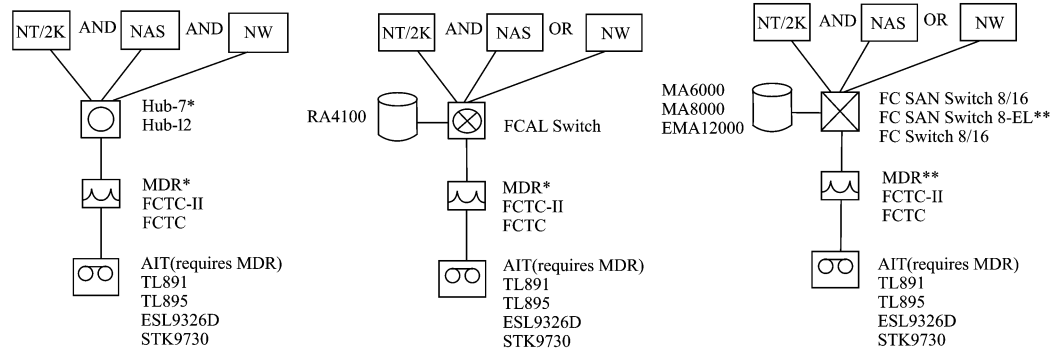 NT/2K AND NAS AND NW
Hub-7*
Hub-12
MDR*
FCTC-II
FCTC
AIT(requires MDR)
TL891
TL895
ESL9326D
STK9730
NT/2K AND NAS OR NW
RA4100
FCAL Switch
MDR*
FCTC-II
FCTC
AIT(requires MDR)
TL891
TL895
ESL9326D
STK9730
NT/2K AND NAS OR NW
MA6000
MA8000
EMA12000
FC SAN Switch 8/16
FC SAN Switch 8-EL**
FC Switch 8/16
MDR**
FCTC-II
FCTC
AIT(requires MDR)
TL891
TL895
ESL9326D
STK9730